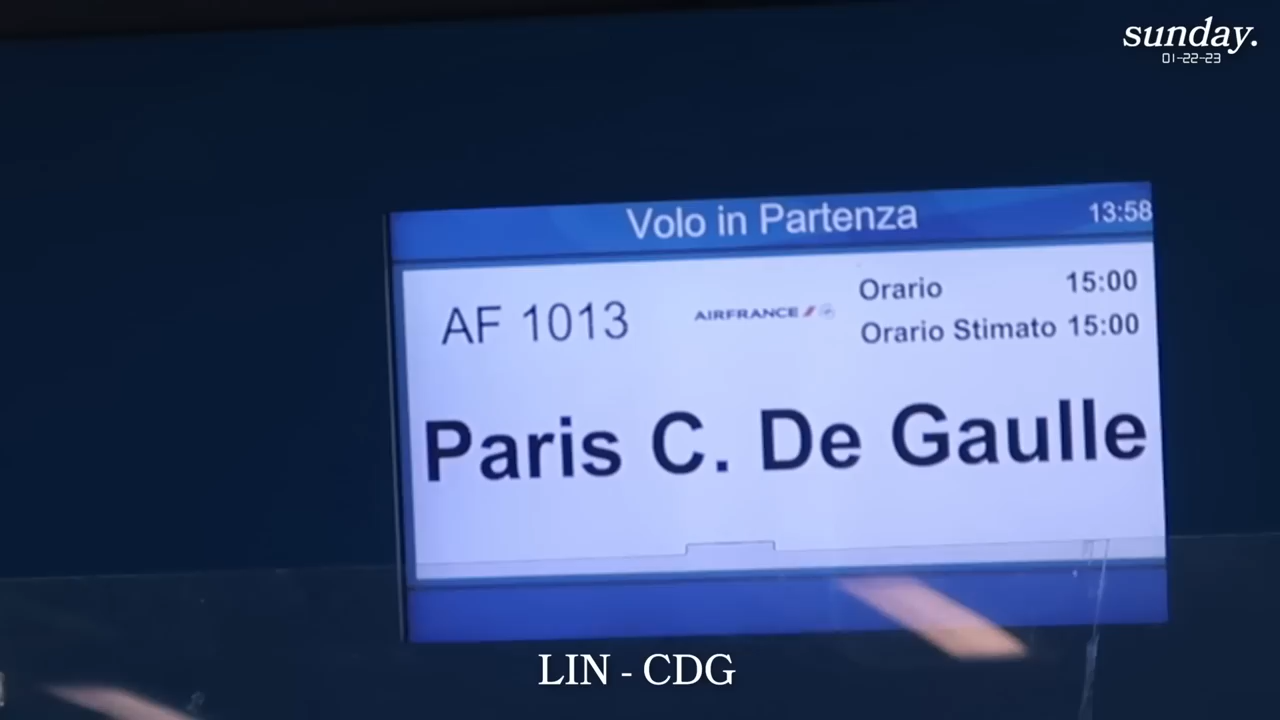 sunday.
01-22-23
Volo in Partenza 13:58
AF 1013
AIRFRANCE
Orario 15:00
Orario Stimato 15:00
Paris C. De Gaulle
LIN - CDG